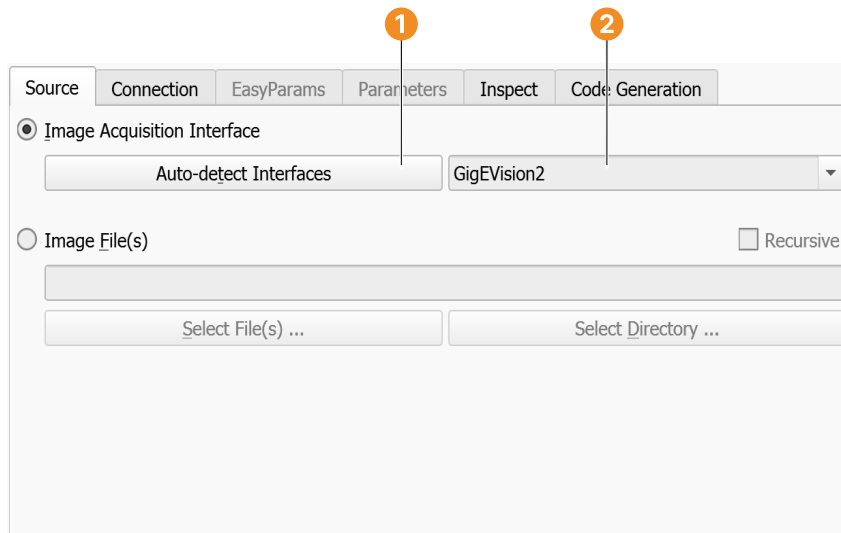 1 2
Source Connection EasyParams Parameters Inspect Code Generation
Image Acquisition Interface
Auto-detect Interfaces GigEVision2
Image File(s) Recursive
Select File(s) ... Select Directory ...